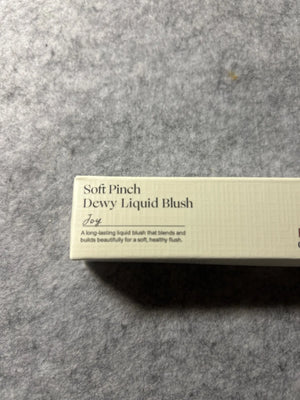 Soft Pinch
Dewy Liquid Blush
Joy
A long-lasting liquid blush that blends and
builds beautifully for a soft, healthy flush.